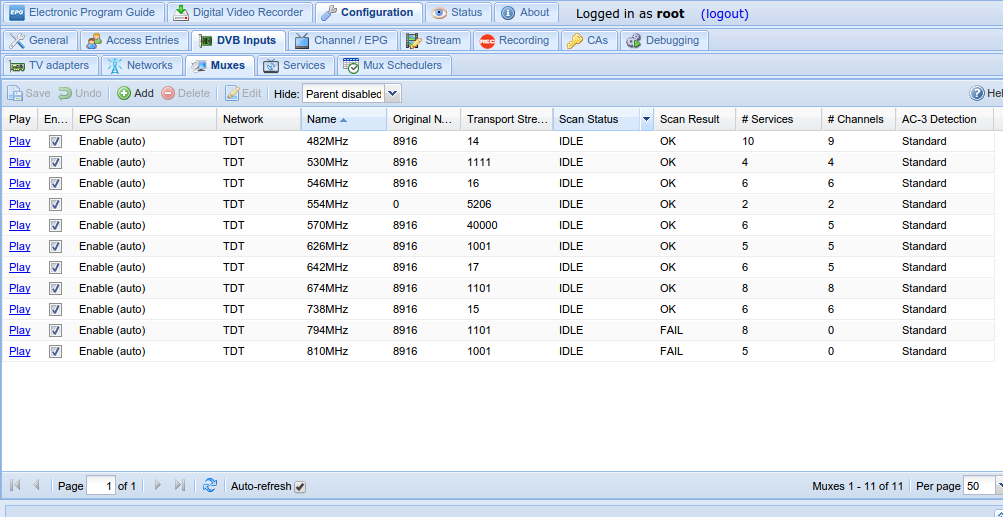 EPG Electronic Program Guide Digital Video Recorder Configuration Status About Logged in as root (logout)
General Access Entries DVB Inputs Channel / EPG Stream REC Recording CAs Debugging
TV adapters Networks Muxes Services Mux Schedulers
Save Undo Add Delete Edit Hide: Parent disabled ? Hel
Play En... EPG Scan Network Name Original N... Transport Stre... Scan Status Scan Result # Services # Channels AC-3 Detection
Play Enable (auto) TDT 482MHz 8916 14 IDLE OK 10 9 Standard
Play Enable (auto) TDT 530MHz 8916 1111 IDLE OK 4 4 Standard
Play Enable (auto) TDT 546MHz 8916 16 IDLE OK 6 6 Standard
Play Enable (auto) TDT 554MHz 0 5206 IDLE OK 2 2 Standard
Play Enable (auto) TDT 570MHz 8916 40000 IDLE OK 6 5 Standard
Play Enable (auto) TDT 626MHz 8916 1001 IDLE OK 5 5 Standard
Play Enable (auto) TDT 642MHz 8916 17 IDLE OK 6 5 Standard
Play Enable (auto) TDT 674MHz 8916 1101 IDLE OK 8 8 Standard
Play Enable (auto) TDT 738MHz 8916 15 IDLE OK 6 6 Standard
Play Enable (auto) TDT 794MHz 8916 1101 IDLE FAIL 8 0 Standard
Play Enable (auto) TDT 810MHz 8916 1001 IDLE FAIL 5 0 Standard
Page 1 of 1 Auto-refresh Muxes 1 - 11 of 11 Per page 50